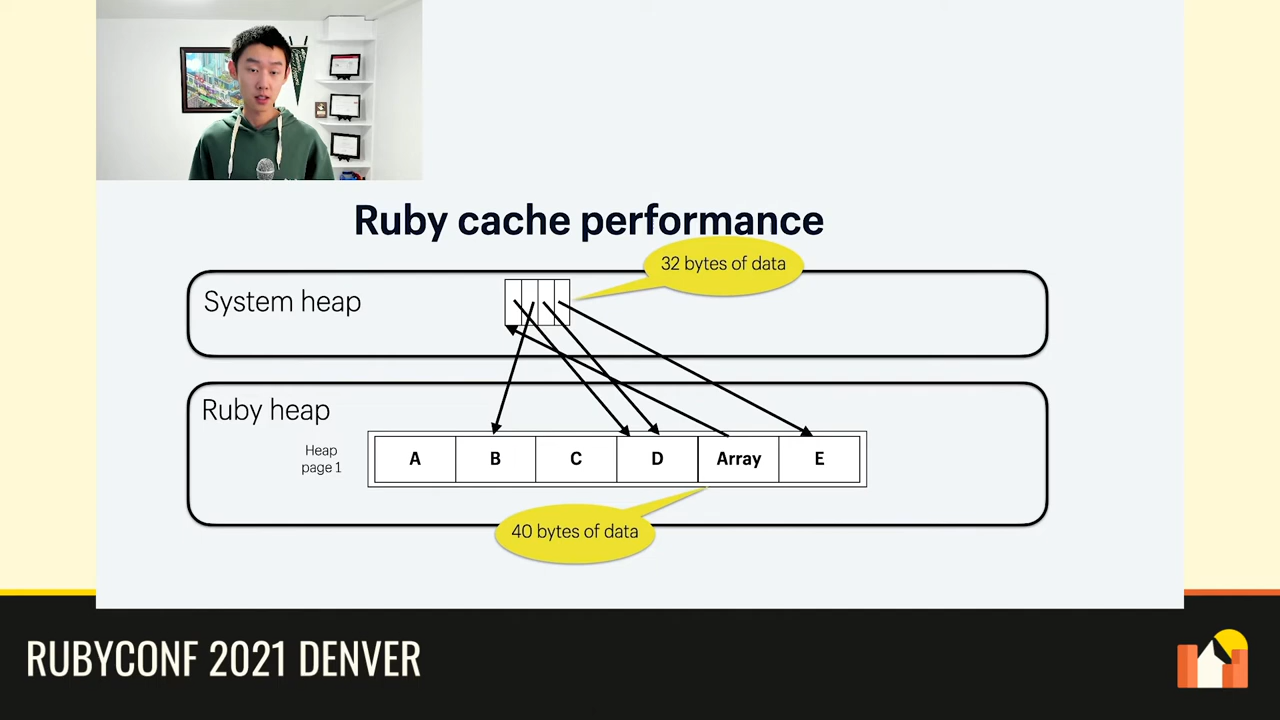 Ruby cache performance
32 bytes of data
System heap
Ruby heap
Heap
page 1
A
B
C
D
Array
E
40 bytes of data
RUBYCONF 2021 DENVER